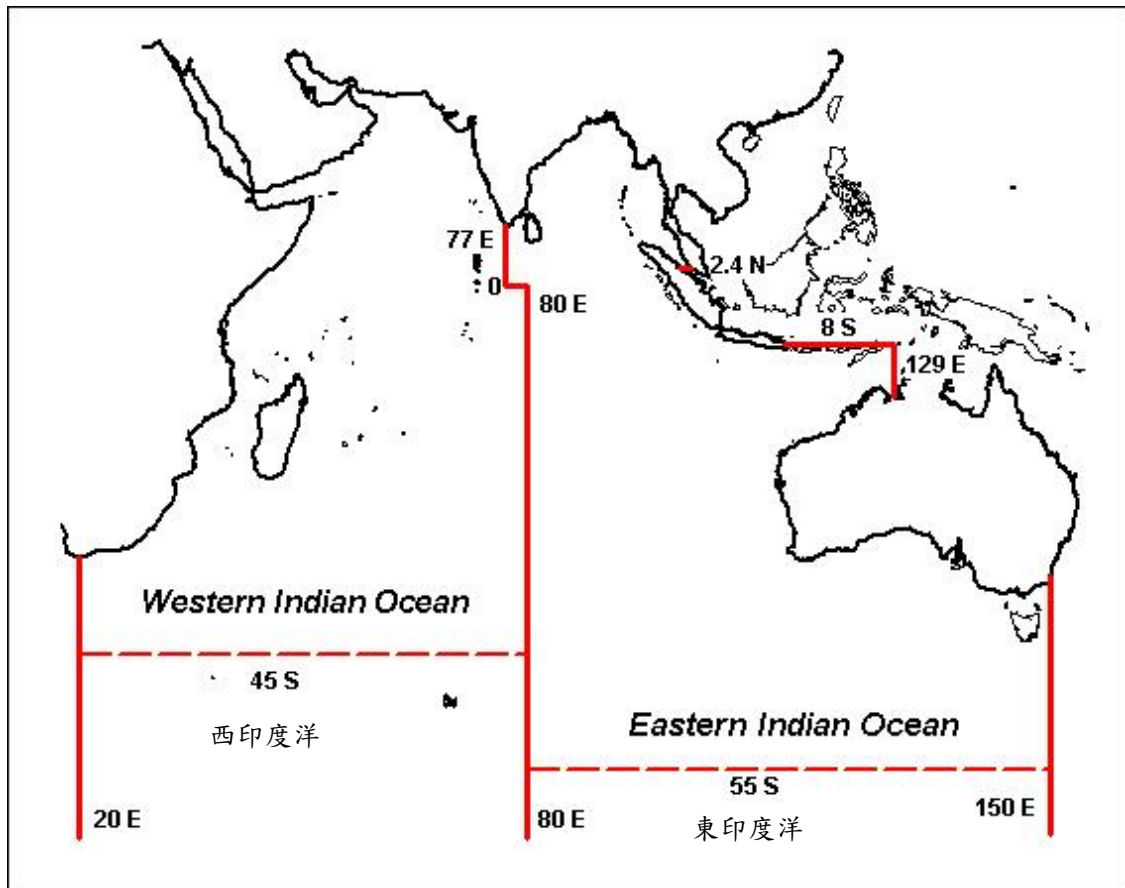 77 E
2.4 N
0
80 E
8 S
129 E
Western Indian Ocean
45 S
西印度洋
Eastern Indian Ocean
55 S
20 E
80 E
東印度洋
150 E